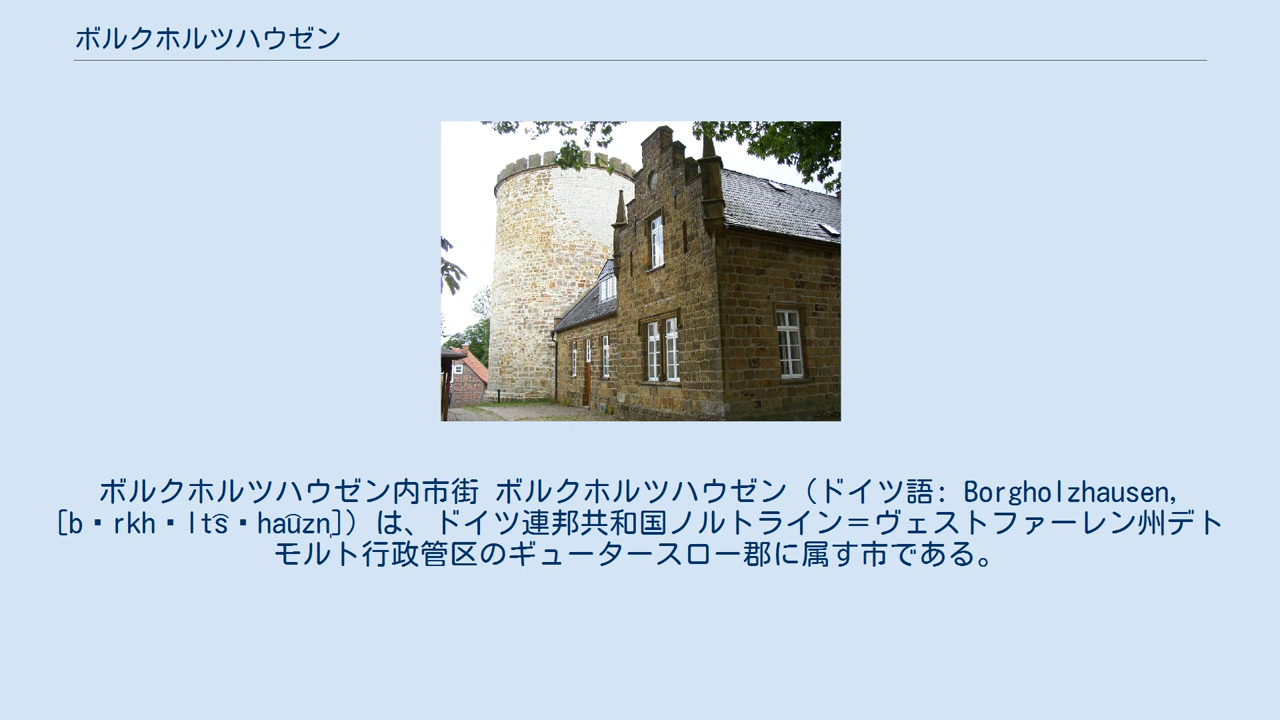 ボルクホルツハウゼン
ボルクホルツハウゼン内市街 ボルクホルツハウゼン（ドイツ語: Borgholzhausen,
[b▪rkh▪lt͡s▪ha͡uzn̩]）は、ドイツ連邦共和国ノルトライン＝ヴェストファーレン州デト
モルト行政管区のギュータースロー郡に属す市である。